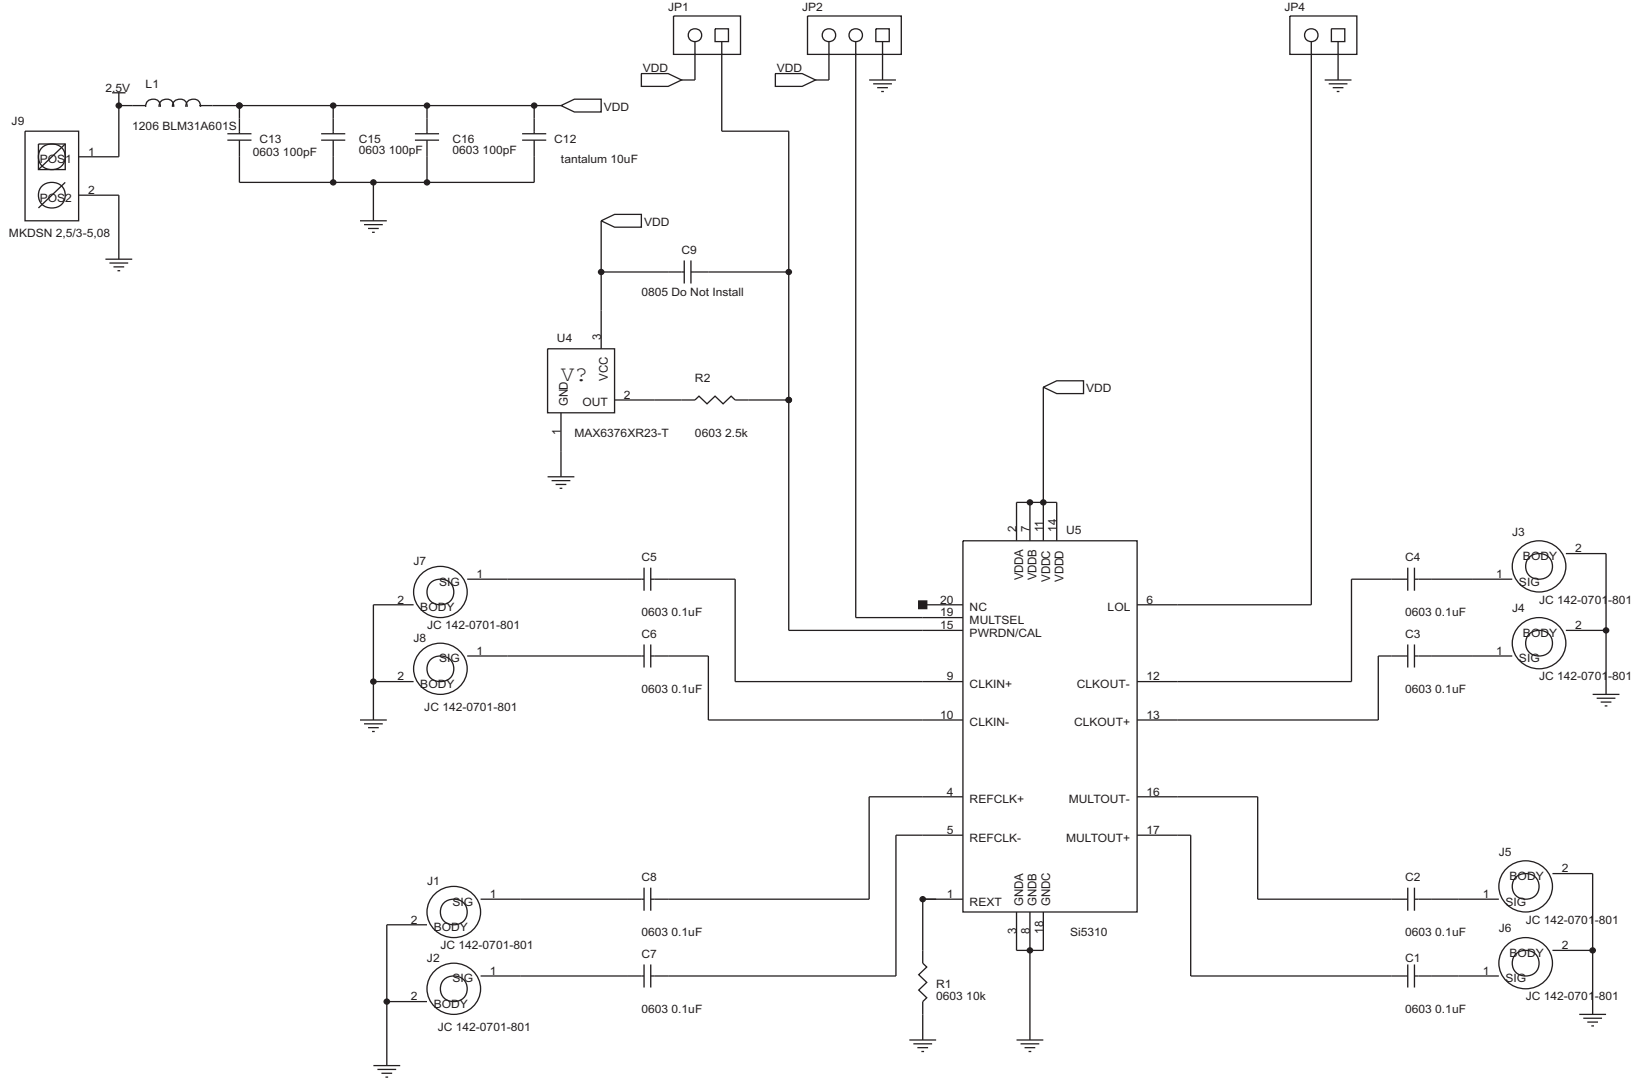 JP1
JP2
JP4
VDD
VDD
2.5V
L1
1206 BLM31A601S
VDD
J9
POS1
1
POS2
2
MKDSN 2,5/3-5,08
C13
0603 100pF
C15
0603 100pF
C16
0603 100pF
C12
tantalum 10uF
VDD
C9
0805 Do Not Install
U4
3
V?
VCC
GND
OUT
2
1
MAX6376XR23-T
R2
0603 2.5k
VDD
2
7
11
14
U5
VDDA
VDDB
VDDC
VDDD
20
NC
19
MULTSEL
15
PWRDN/CAL
9
CLKIN+
10
CLKIN-
4
REFCLK+
5
REFCLK-
1
REXT
GNDA
GNDB
GNDC
3
8
18
Si5310
LOL
6
CLKOUT-
12
CLKOUT+
13
MULTOUT-
16
MULTOUT+
17
R1
0603 10k
J7
SIG
1
2
BODY
JC 142-0701-801
J8
SIG
1
2
BODY
JC 142-0701-801
C5
0603 0.1uF
C6
0603 0.1uF
J1
SIG
1
2
BODY
JC 142-0701-801
J2
SIG
1
2
BODY
JC 142-0701-801
C8
0603 0.1uF
C7
0603 0.1uF
C4
0603 0.1uF
C3
0603 0.1uF
J3
BODY
2
1
SIG
JC 142-0701-801
J4
BODY
2
1
SIG
JC 142-0701-801
C2
0603 0.1uF
C1
0603 0.1uF
J5
BODY
2
1
SIG
JC 142-0701-801
J6
BODY
2
1
SIG
JC 142-0701-801